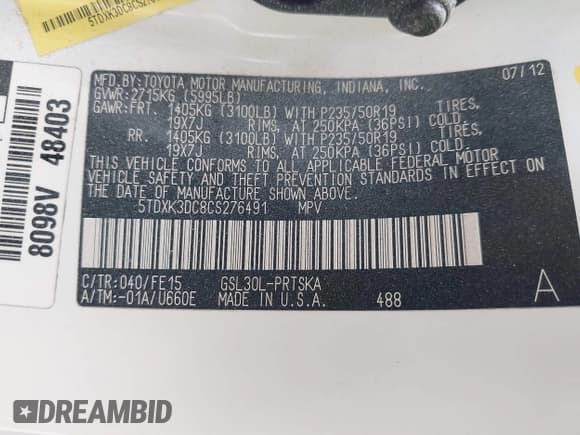 5TDXK3DC8CS276
MFD.BY:TOYOTA MOTOR MANUFACTURING, INDIANA, INC. 07/12
GVWR:2715KG (5995LB)
GAWR:FRT. 1405KG (3100LB) WITH P235/50R19 TIRES,
19X7J RIMS, AT 250KPA (36PSI) COLD.
RR. 1405KG (3100LB) WITH P235/50R19 TIRES,
19X7J RIMS, AT 250KPA (36PSI) COLD.
THIS VEHICLE CONFORMS TO ALL APPLICABLE FEDERAL MOTOR
VEHICLE SAFETY AND THEFT PREVENTION STANDARDS IN EFFECT ON
THE DATE OF MANUFACTURE SHOWN ABOVE.
5TDXK3DC8CS276491 MPV
C/TR:040/FE15 GSL30L-PRTSKA
A/TM:-01A/U660E MADE IN U.S.A. 488
A
8098V 48403
DREAMBID